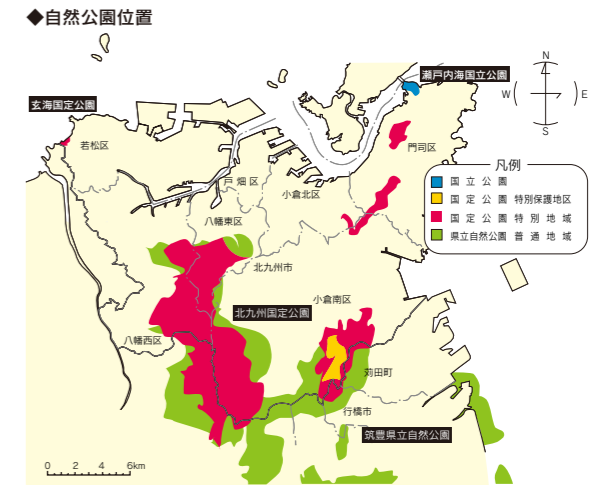 ◆自然公園位置
瀬戸内海国立公園
N
W
E
S
玄海国定公園
若松区
門司区
凡例
国立公園
国定公園 特別保護地区
国定公園 特別地域
県立自然公園 普通地域
戸畑区
小倉北区
八幡東区
北九州市
小倉南区
北九州国定公園
八幡西区
苅田町
行橋市
筑豊県立自然公園
0 2 4 6km